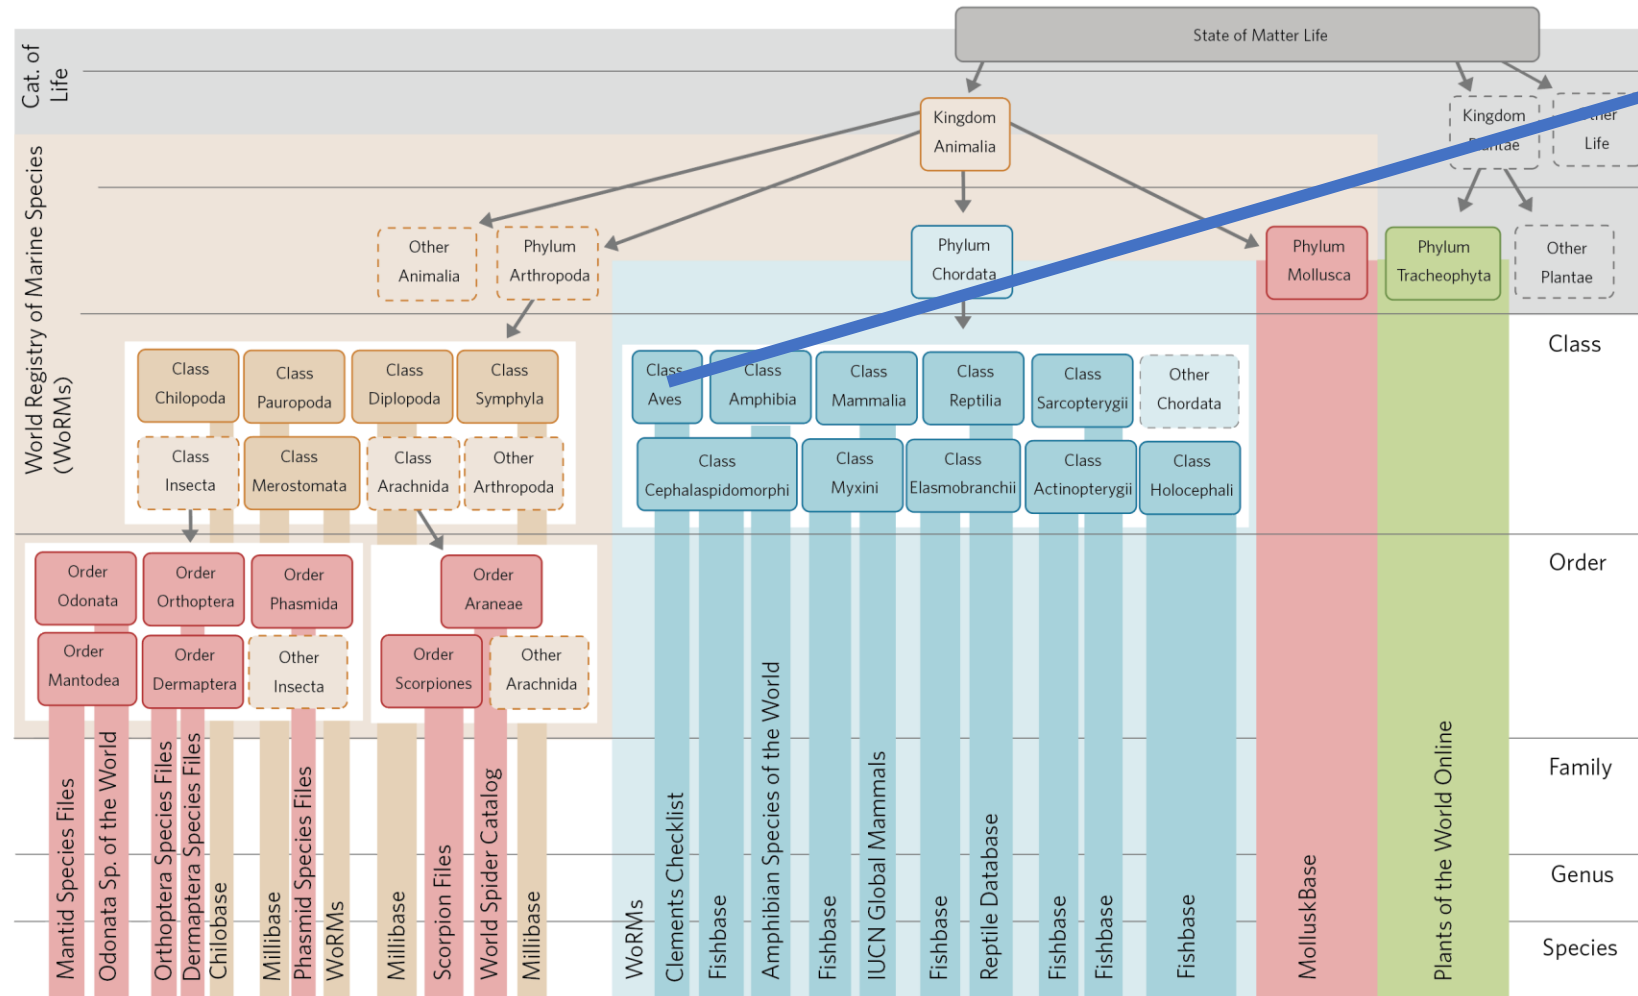 State of Matter Life
Cat. of
Life
Kingdom
Animalia
Kingdom
Life
World Registry of Marine Species
(WoRMs)
Other
Animalia
Phylum
Arthropoda
Phylum
Chordata
Phylum
Mollusca
Phylum
Tracheophyta
Other
Plantae
Class
Class
Chilopoda
Class
Pauropoda
Class
Diplopoda
Class
Symphyla
Class
Aves
Class
Amphibia
Class
Mammalia
Class
Reptilia
Class
Sarcopterygii
Other
Chordata
Class
Insecta
Class
Merostomata
Class
Arachnida
Other
Arthropoda
Class
Cephalaspidomorphi
Class
Myxini
Class
Elasmobranchii
Class
Actinopterygii
Class
Holocephali
Order
Order
Odonata
Order
Orthoptera
Order
Phasmida
Order
Araneae
Order
Mantodea
Order
Dermaptera
Other
Insecta
Order
Scorpiones
Other
Arachnida
Family
Genus
Species
Mantid Species Files
Odonata Sp. of the World
Orthoptera Species Files
Dermaptera Species Files
Chilobase
Millibase
Phasmid Species Files
WoRMs
Millibase
Scorpion Files
World Spider Catalog
Millibase
WoRMs
Clements Checklist
Fishbase
Amphibian Species of the World
Fishbase
IUCN Global Mammals
Fishbase
Reptile Database
Fishbase
Fishbase
Fishbase
MolluskBase
Plants of the World Online